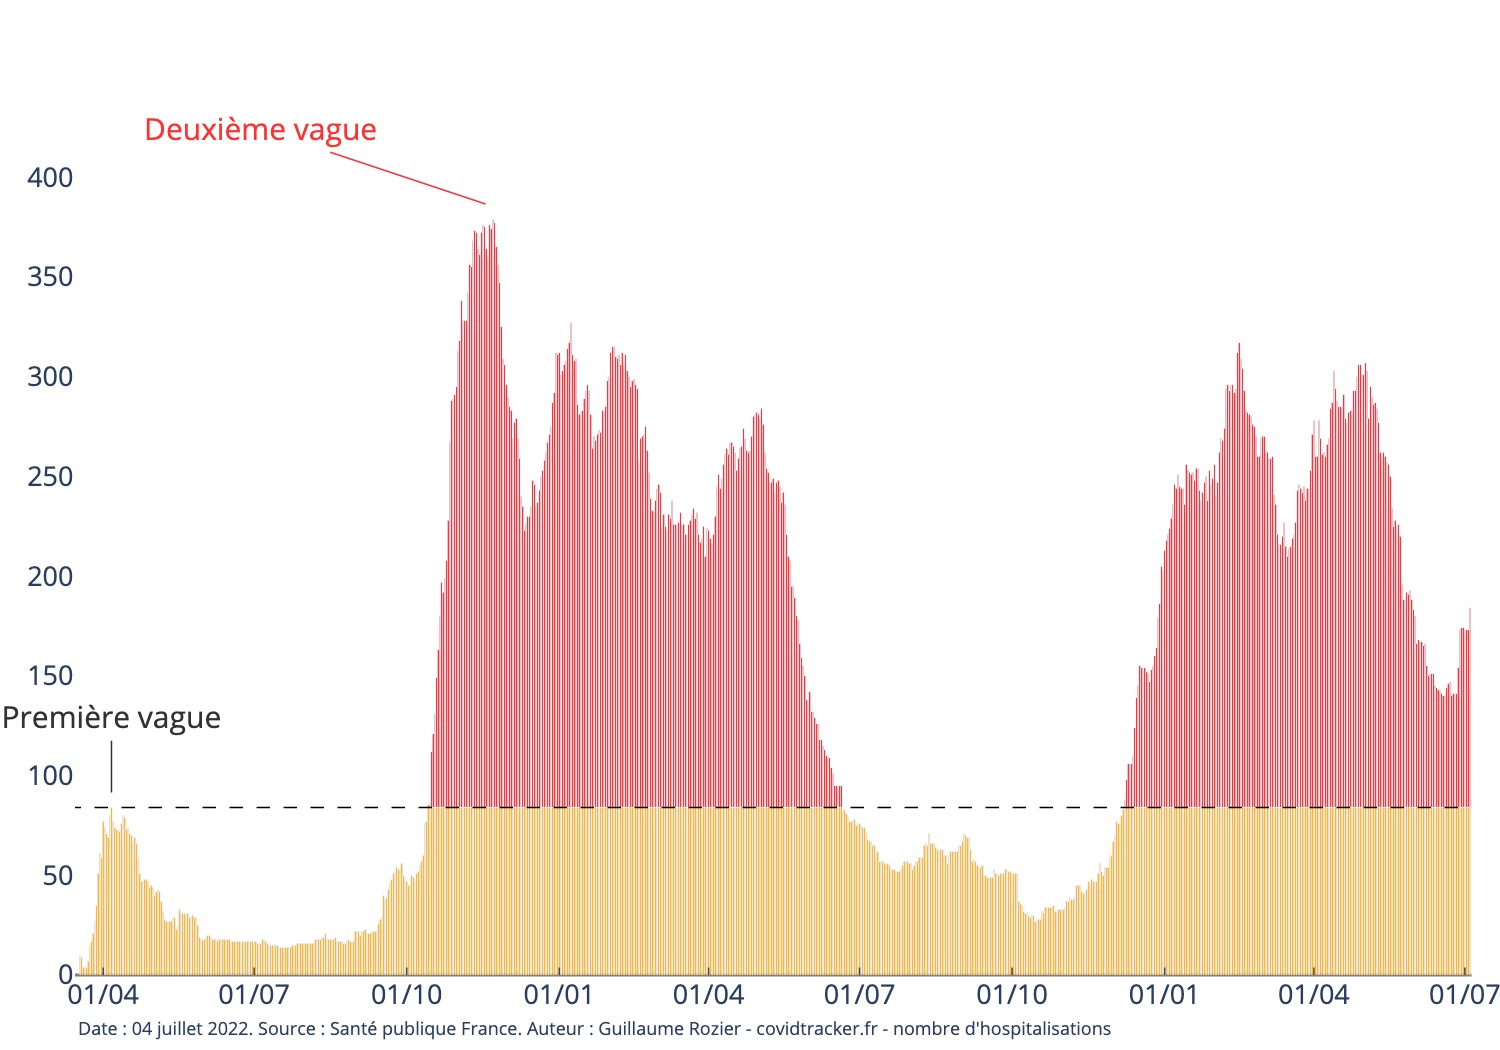 Deuxième vague
400
350
300
250
200
150
Première vague
100
50
0
01/04 01/07 01/10 01/01 01/04 01/07 01/10 01/01 01/04 01/07
Date : 04 juillet 2022. Source : Santé publique France. Auteur : Guillaume Rozier - covidtracker.fr - nombre d'hospitalisations